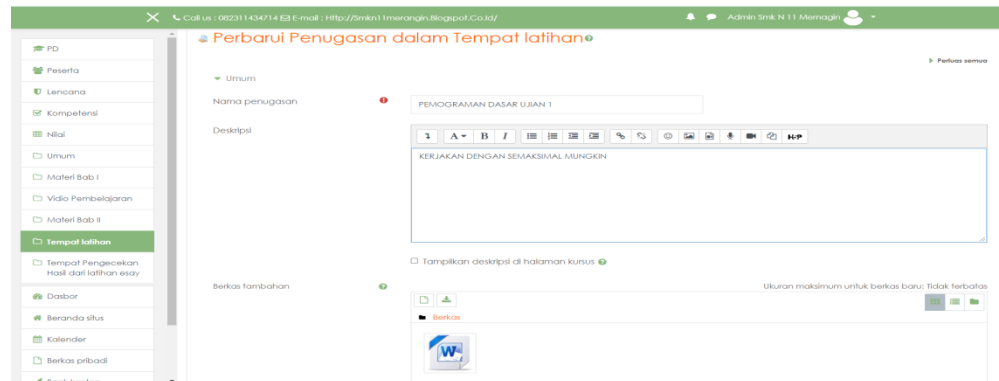 Call us : 082311434714 E-mail : Http://Smkn11merangin.Blogspot.Co.Id/
Admin Smk N 11 Mernagin
PD
Peserta
Lencana
Kompetensi
Nilai
Umum
Materi Bab I
Vidio Pembelajaran
Materi Bab II
Tempat latihan
Tempat Pengecekan
Hasil dari latihan esay
Dasbor
Beranda situs
Kalender
Berkas pribadi
Perbarui Penugasan dalam Tempat latihan
Perluas semua
Umum
Nama penugasan
PEMOGRAMAN DASAR UJIAN 1
Deskripsi
A B I H-P
KERJAKAN DENGAN SEMAKSIMAL MUNGKIN
Tampilkan deskripsi di halaman kursus
Berkas tambahan
Ukuran maksimum untuk berkas baru: Tidak terbatas
Berkas
W